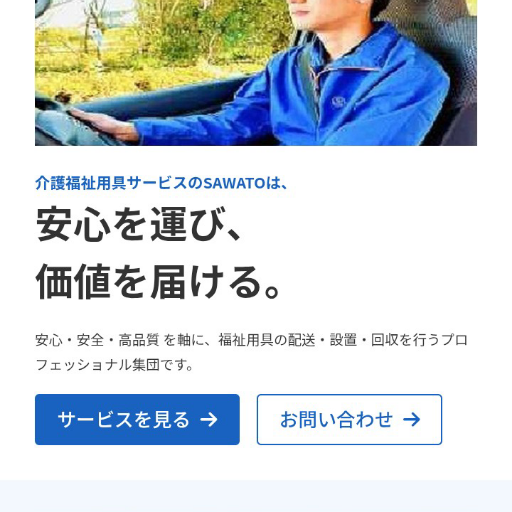 介護福祉用具サービスのSAWATOは、
安心を運び、
価値を届ける。
安心・安全・高品質 を軸に、福祉用具の配送・設置・回収を行うプロ
フェッショナル集団です。
サービスを見る →
お問い合わせ →